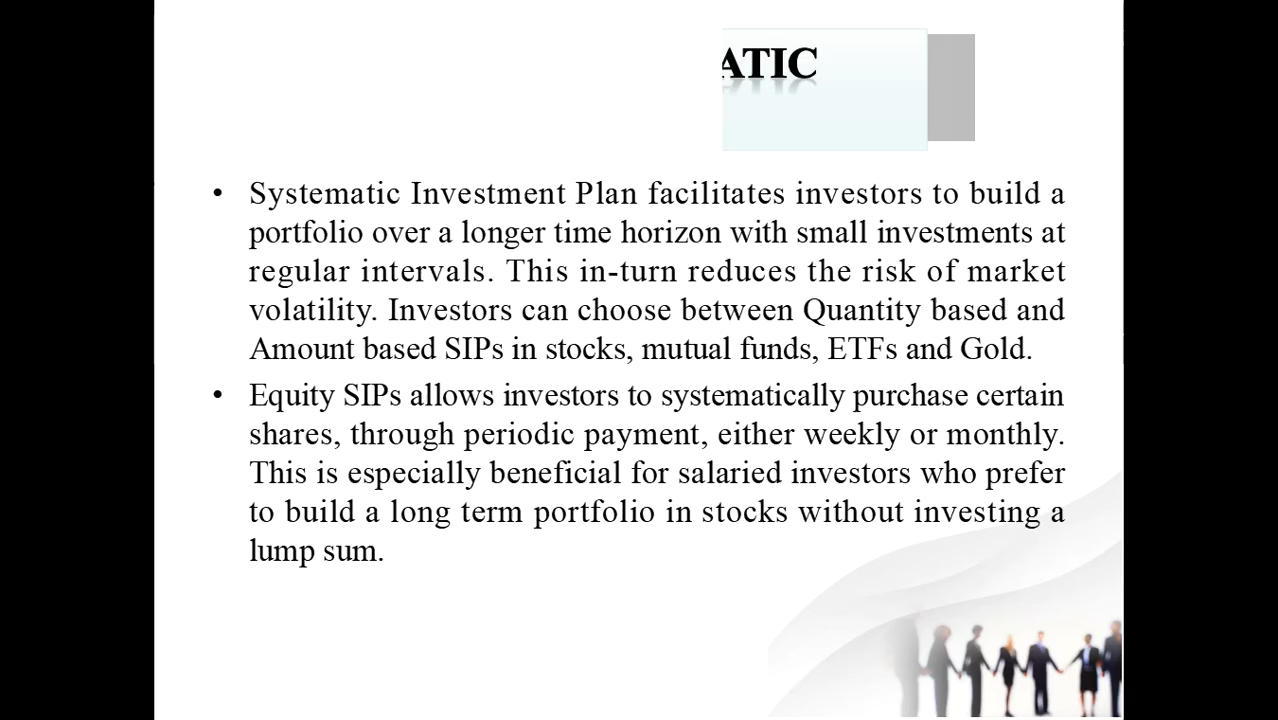 ATIC
• Systematic Investment Plan facilitates investors to build a
portfolio over a longer time horizon with small investments at
regular intervals. This in-turn reduces the risk of market
volatility. Investors can choose between Quantity based and
Amount based SIPs in stocks, mutual funds, ETFs and Gold.
• Equity SIPs allows investors to systematically purchase certain
shares, through periodic payment, either weekly or monthly.
This is especially beneficial for salaried investors who prefer
to build a long term portfolio in stocks without investing a
lump sum.